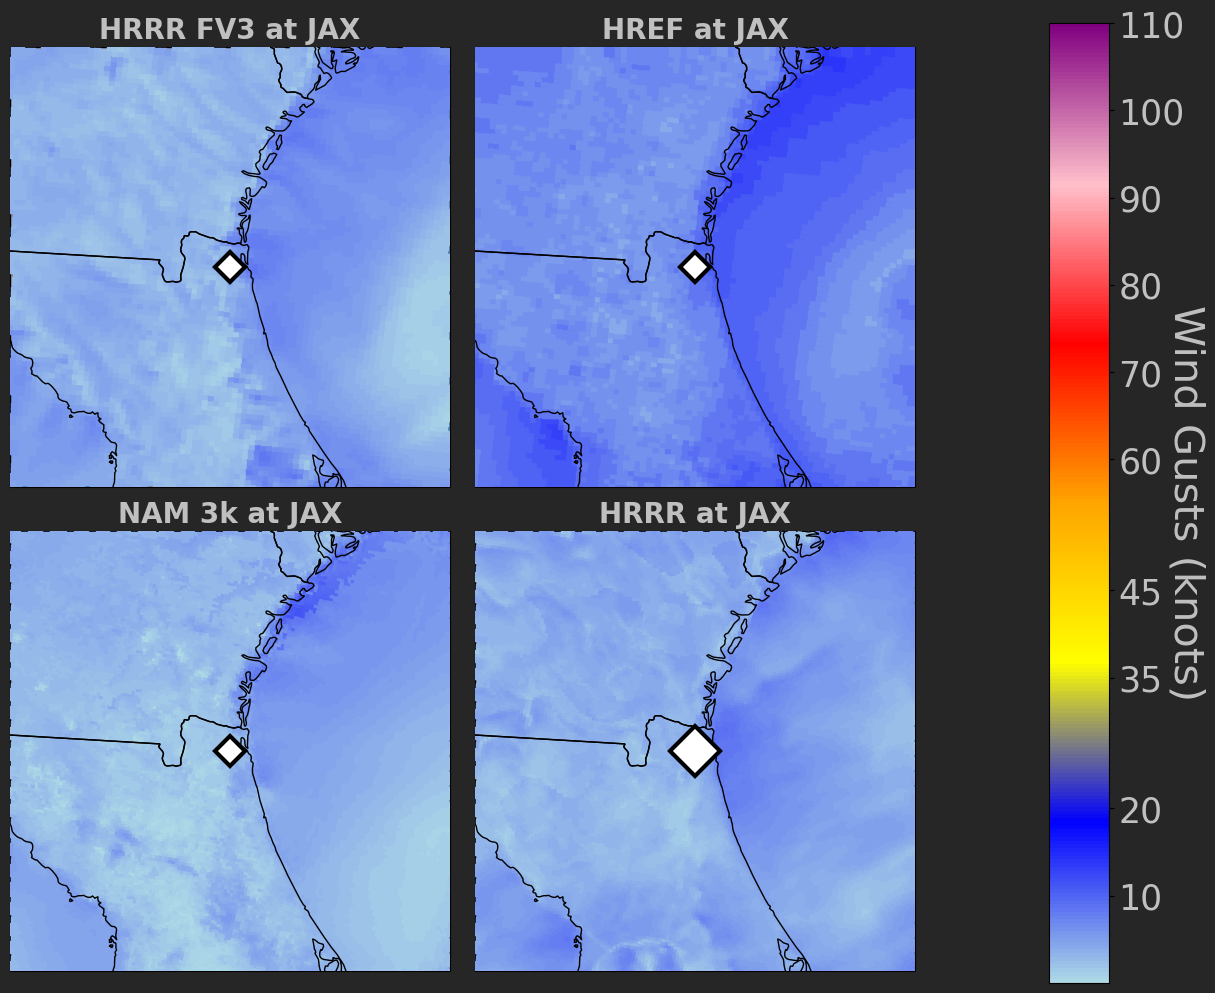 HRRR FV3 at JAX
HREF at JAX
NAM 3k at JAX
HRRR at JAX
110
100
90
80
70
60
45
35
20
10
Wind Gusts (knots)